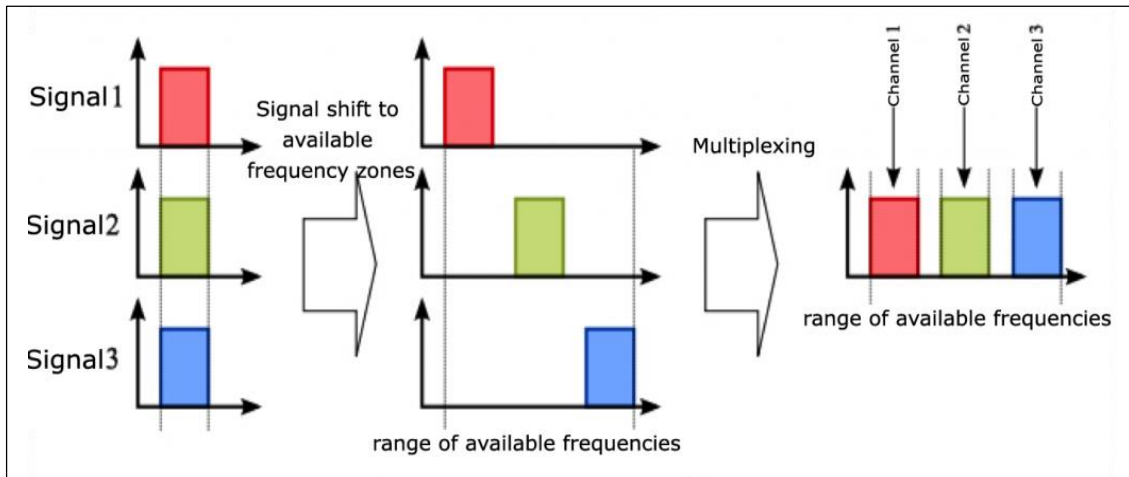 Signal1
Signal2
Signal3
Signal shift to
available
frequency zones
range of available frequencies
Multiplexing
Channel 1
Channel 2
Channel 3
range of available frequencies